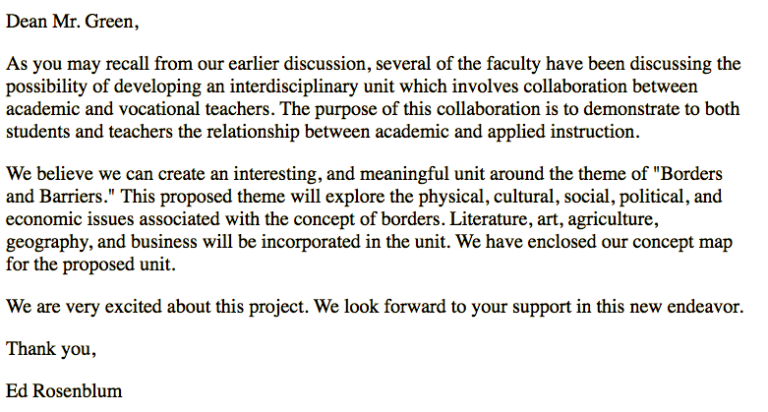 Dean Mr. Green,
As you may recall from our earlier discussion, several of the faculty have been discussing the
possibility of developing an interdisciplinary unit which involves collaboration between
academic and vocational teachers. The purpose of this collaboration is to demonstrate to both
students and teachers the relationship between academic and applied instruction.
We believe we can create an interesting, and meaningful unit around the theme of "Borders
and Barriers." This proposed theme will explore the physical, cultural, social, political, and
economic issues associated with the concept of borders. Literature, art, agriculture,
geography, and business will be incorporated in the unit. We have enclosed our concept map
for the proposed unit.
We are very excited about this project. We look forward to your support in this new endeavor.
Thank you,
Ed Rosenblum